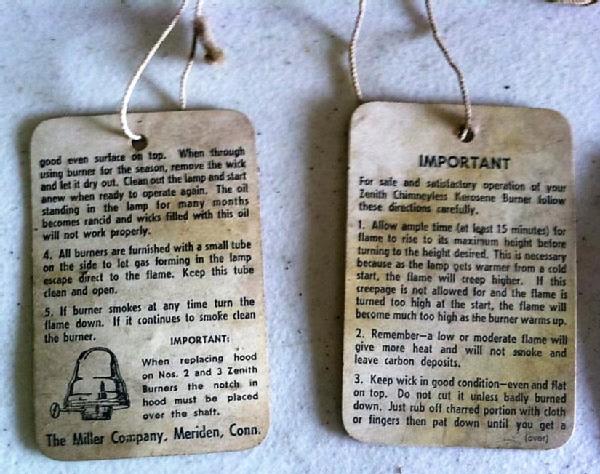 good even surface on top. When through
using burner for the season, remove the wick
and let it dry out. Clean out the lamp and start
anew when ready to operate again. The oil
standing in the lamp for many months
becomes rancid and wicks filled with this oil
will not work properly.
4. All burners are furnished with a small tube
on the side to let gas forming in the lamp
escape direct to the flame. Keep this tube
clean and open.
5. If burner smokes at any time turn the
flame down. If it continues to smoke clean
the burner.
IMPORTANT:
When replacing hood
on Nos. 2 and 3 Zenith
Burners the notch in
hood must be placed
over the shaft.
The Miller Company, Meriden, Conn.
IMPORTANT
For safe and satisfactory operation of your
Zenith Chimneyless Kerosene Burner follow
these directions carefully.
1. Allow ample time (at least 15 minutes) for
flame to rise to its maximum height before
turning to the height desired. This is necessary
because as the lamp gets warmer from a cold
start, the flame will creep higher. If this
creepage is not allowed for and the flame is
turned too high at the start, the flame will
become much too high as the burner warms up.
2. Remember—a low or moderate flame will
give more heat and will not smoke and
leave carbon deposits.
3. Keep wick in good condition—even and flat
on top. Do not cut it unless badly burned
down. Just rub off charred portion with cloth
or fingers then pat down until you get a
(over)